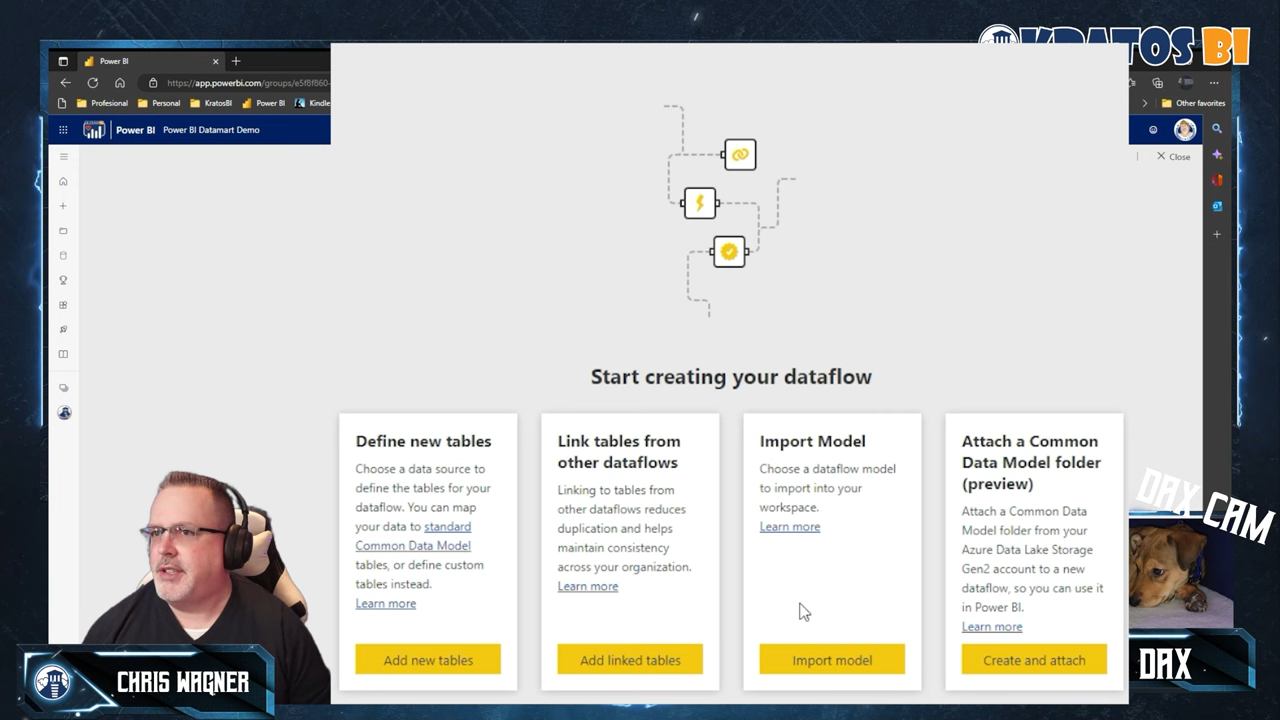 KRATOS BI
Power BI
https://app.powerbi.com/groups/e5f8f860-
Profesional
Personal
KratosBI
Power BI
Kindle
Other favorites
Power BI
Power BI Datamart Demo
Close
Start creating your dataflow
Define new tables
Choose a data source to
define the tables for your
dataflow. You can map
your data to standard
Common Data Model
tables, or define custom
tables instead.
Learn more
Add new tables
Link tables from
other dataflows
Linking to tables from
other dataflows reduces
duplication and helps
maintain consistency
across your organization.
Learn more
Add linked tables
Import Model
Choose a dataflow model
to import into your
workspace.
Learn more
Import model
Attach a Common
Data Model folder
(preview)
Attach a Common Data
Model folder from your
Azure Data Lake Storage
Gen2 account to a new
dataflow, so you can use it
in Power BI.
Learn more
Create and attach
DAX CAM
CHRIS WAGNER
DAX